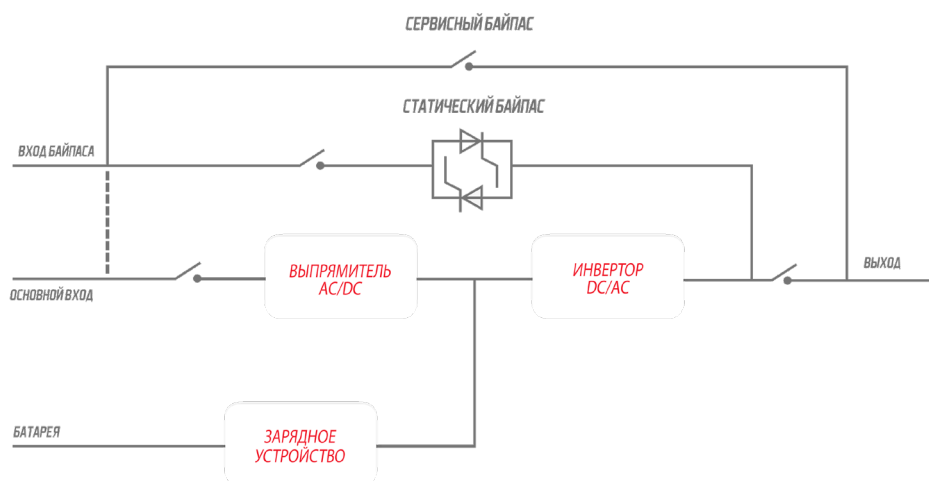 СЕРВИСНЫЙ БАЙПАС
СТАТИЧЕСКИЙ БАЙПАС
ВХОД БАЙПАСА
ВЫПРЯМИТЕЛЬ
AC/DC
ИНВЕРТОР
DC/AC
ВЫХОД
ОСНОВНОЙ ВХОД
БАТАРЕЯ
ЗАРЯДНОЕ
УСТРОЙСТВО